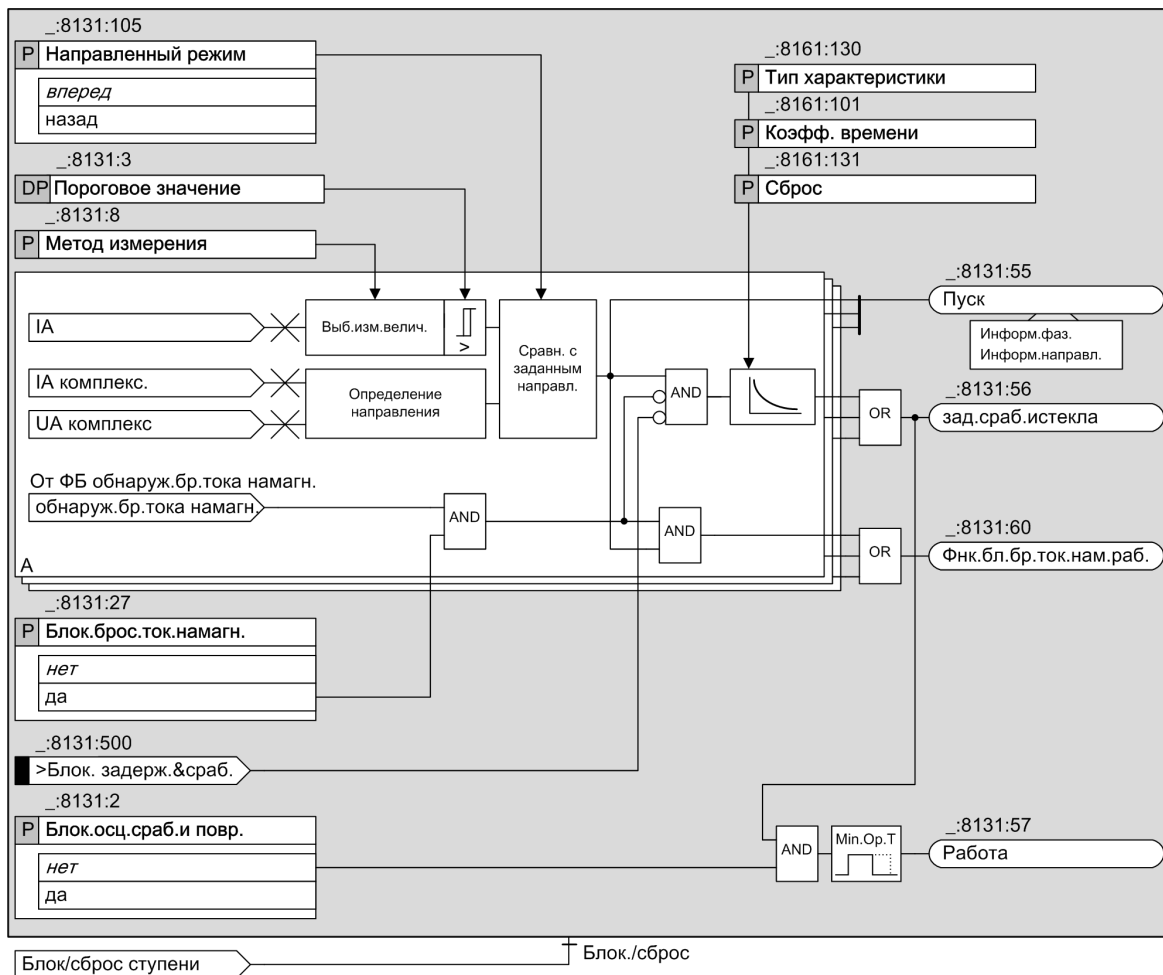 _:8131:105
P Направленный режим
вперед
назад
_:8131:3
DP Пороговое значение
_:8131:8
P Метод измерения
_:8161:130
P Тип характеристики
_:8161:101
P Коэфф. времени
_:8161:131
P Сброс
IA
Выб.изм.велич.
>
IA комплекс.
UA комплекс
Определение
направления
Сравн. с
заданным
направл.
AND
OR
От ФБ обнаруж.бр.тока намагн.
обнаруж.бр.тока намагн.
AND
AND
OR
A
_:8131:55
Пуск
Информ.фаз.
Информ.направл.
_:8131:56
зад.сраб.истекла
_:8131:60
Фнк.бл.бр.ток.нам.раб.
_:8131:27
P Блок.брос.ток.намагн.
нет
да
_:8131:500
>Блок. задерж.&сраб.
_:8131:2
P Блок.осц.сраб.и повр.
нет
да
AND
Min.Op.T
_:8131:57
Работа
Блок/сброс ступени
Блок./сброс